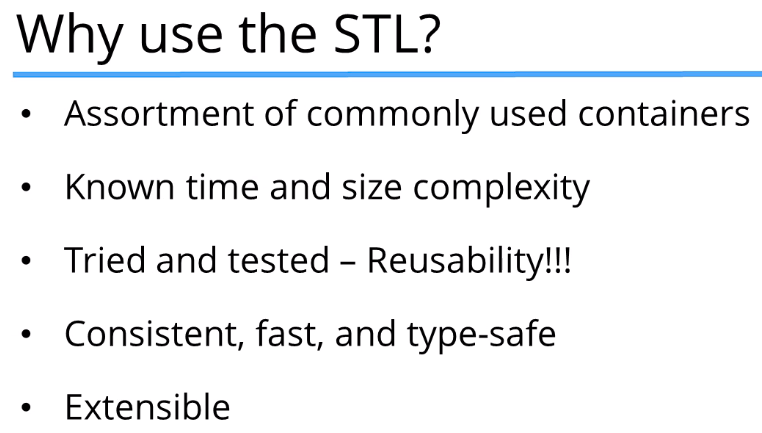 Why use the STL?
• Assortment of commonly used containers
• Known time and size complexity
• Tried and tested – Reusability!!!
• Consistent, fast, and type-safe
• Extensible